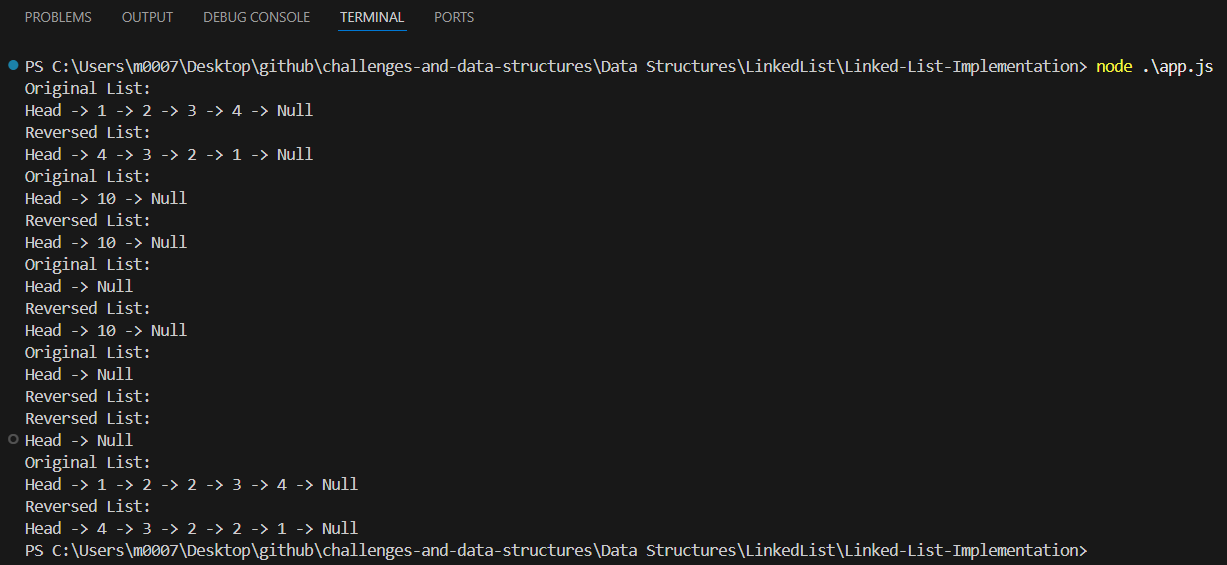 PROBLEMS OUTPUT DEBUG CONSOLE TERMINAL PORTS
PS C:\Users\m0007\Desktop\github\challenges-and-data-structures\Data Structures\LinkedList\Linked-List-Implementation> node .\app.js
Original List:
Head -> 1 -> 2 -> 3 -> 4 -> Null
Reversed List:
Head -> 4 -> 3 -> 2 -> 1 -> Null
Original List:
Head -> 10 -> Null
Reversed List:
Head -> 10 -> Null
Original List:
Head -> Null
Reversed List:
Head -> 10 -> Null
Original List:
Head -> Null
Reversed List:
Reversed List:
Head -> Null
Original List:
Head -> 1 -> 2 -> 2 -> 3 -> 4 -> Null
Reversed List:
Head -> 4 -> 3 -> 2 -> 2 -> 1 -> Null
PS C:\Users\m0007\Desktop\github\challenges-and-data-structures\Data Structures\LinkedList\Linked-List-Implementation>